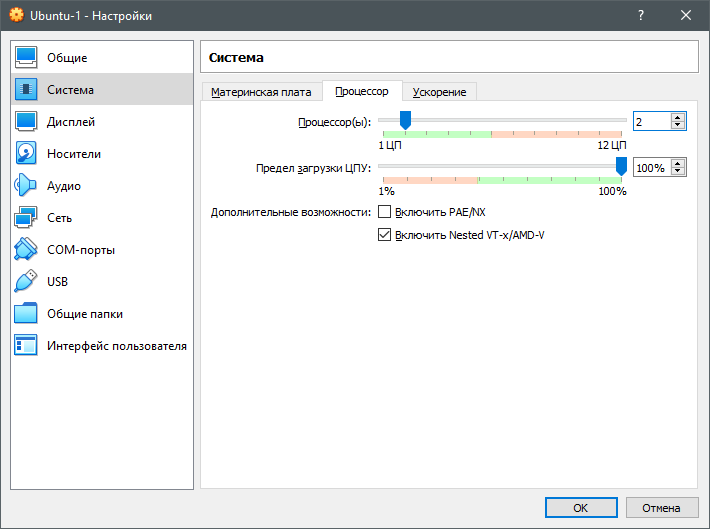 Ubuntu-1 - Настройки
?
Общие
Система
Дисплей
Носители
Аудио
Сеть
COM-порты
USB
Общие папки
Интерфейс пользователя
Система
Материнская плата Процессор Ускорение
Процессор(ы): 2
1 ЦП 12 ЦП
Предел загрузки ЦПУ: 100%
1% 100%
Дополнительные возможности: Включить PAE/NX
Включить Nested VT-x/AMD-V
OK Отмена